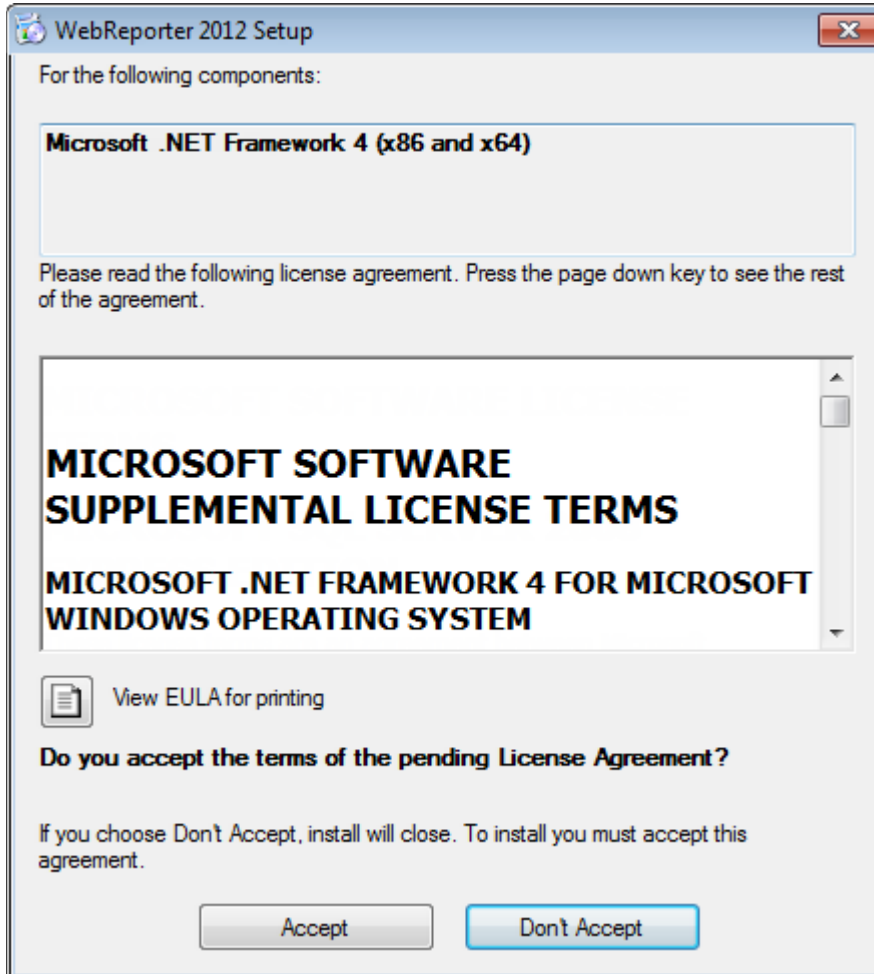 WebReporter 2012 Setup
For the following components:
Microsoft .NET Framework 4 (x86 and x64)
Please read the following license agreement. Press the page down key to see the rest
of the agreement.
MICROSOFT SOFTWARE
SUPPLEMENTAL LICENSE TERMS
MICROSOFT .NET FRAMEWORK 4 FOR MICROSOFT
WINDOWS OPERATING SYSTEM
View EULA for printing
Do you accept the terms of the pending License Agreement?
If you choose Don't Accept, install will close. To install you must accept this
agreement.
Accept
Don't Accept